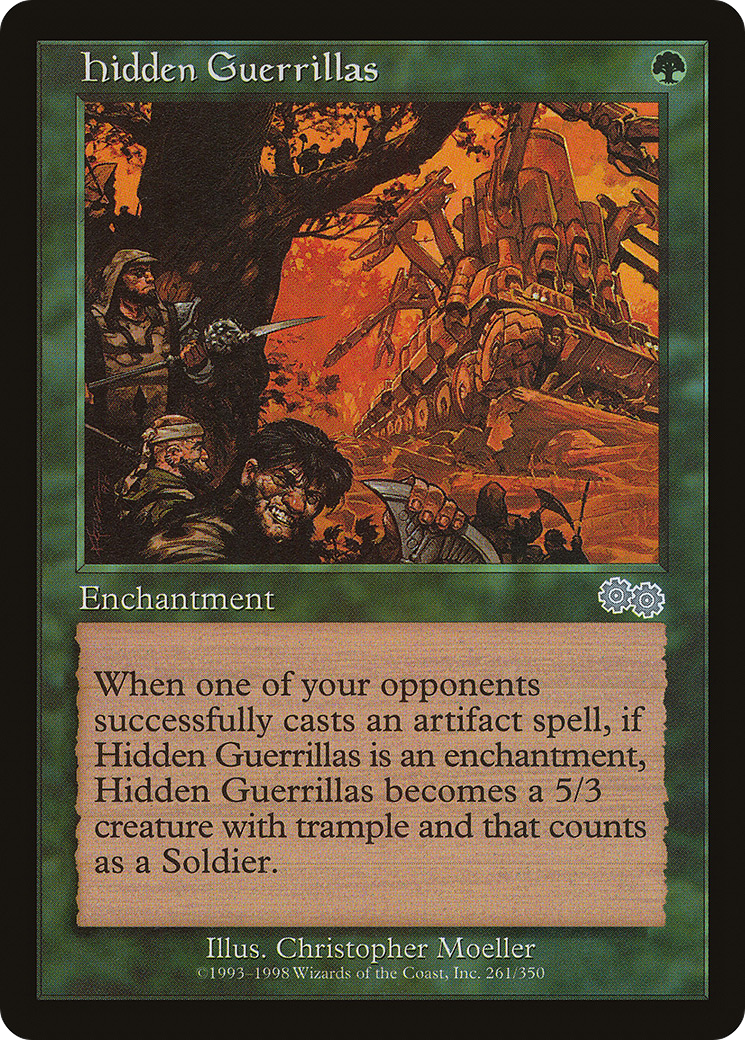 Hidden Guerrillas
Enchantment
When one of your opponents
successfully casts an artifact spell, if
Hidden Guerrillas is an enchantment,
Hidden Guerrillas becomes a 5/3
creature with trample and that counts
as a Soldier.
Illus. Christopher Moeller
©1993–1998 Wizards of the Coast, Inc. 261/350